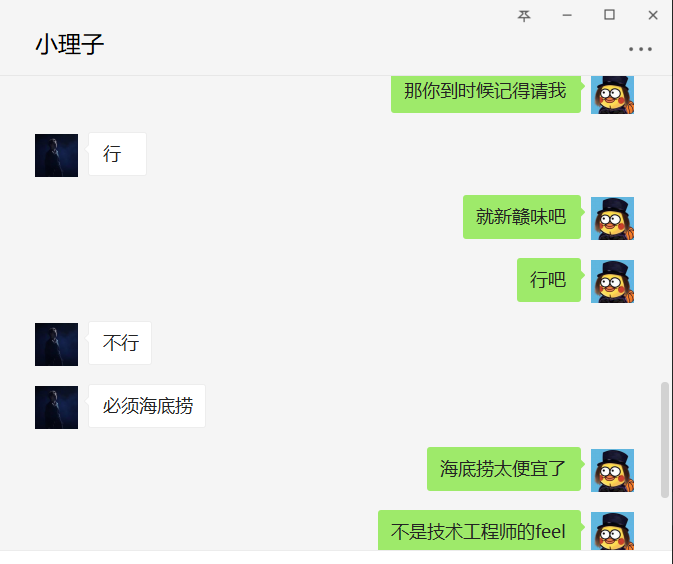 小理子
那你到时候记得请我
行
就新赣味吧
行吧
不行
必须海底捞
海底捞太便宜了
不是技术工程师的feel